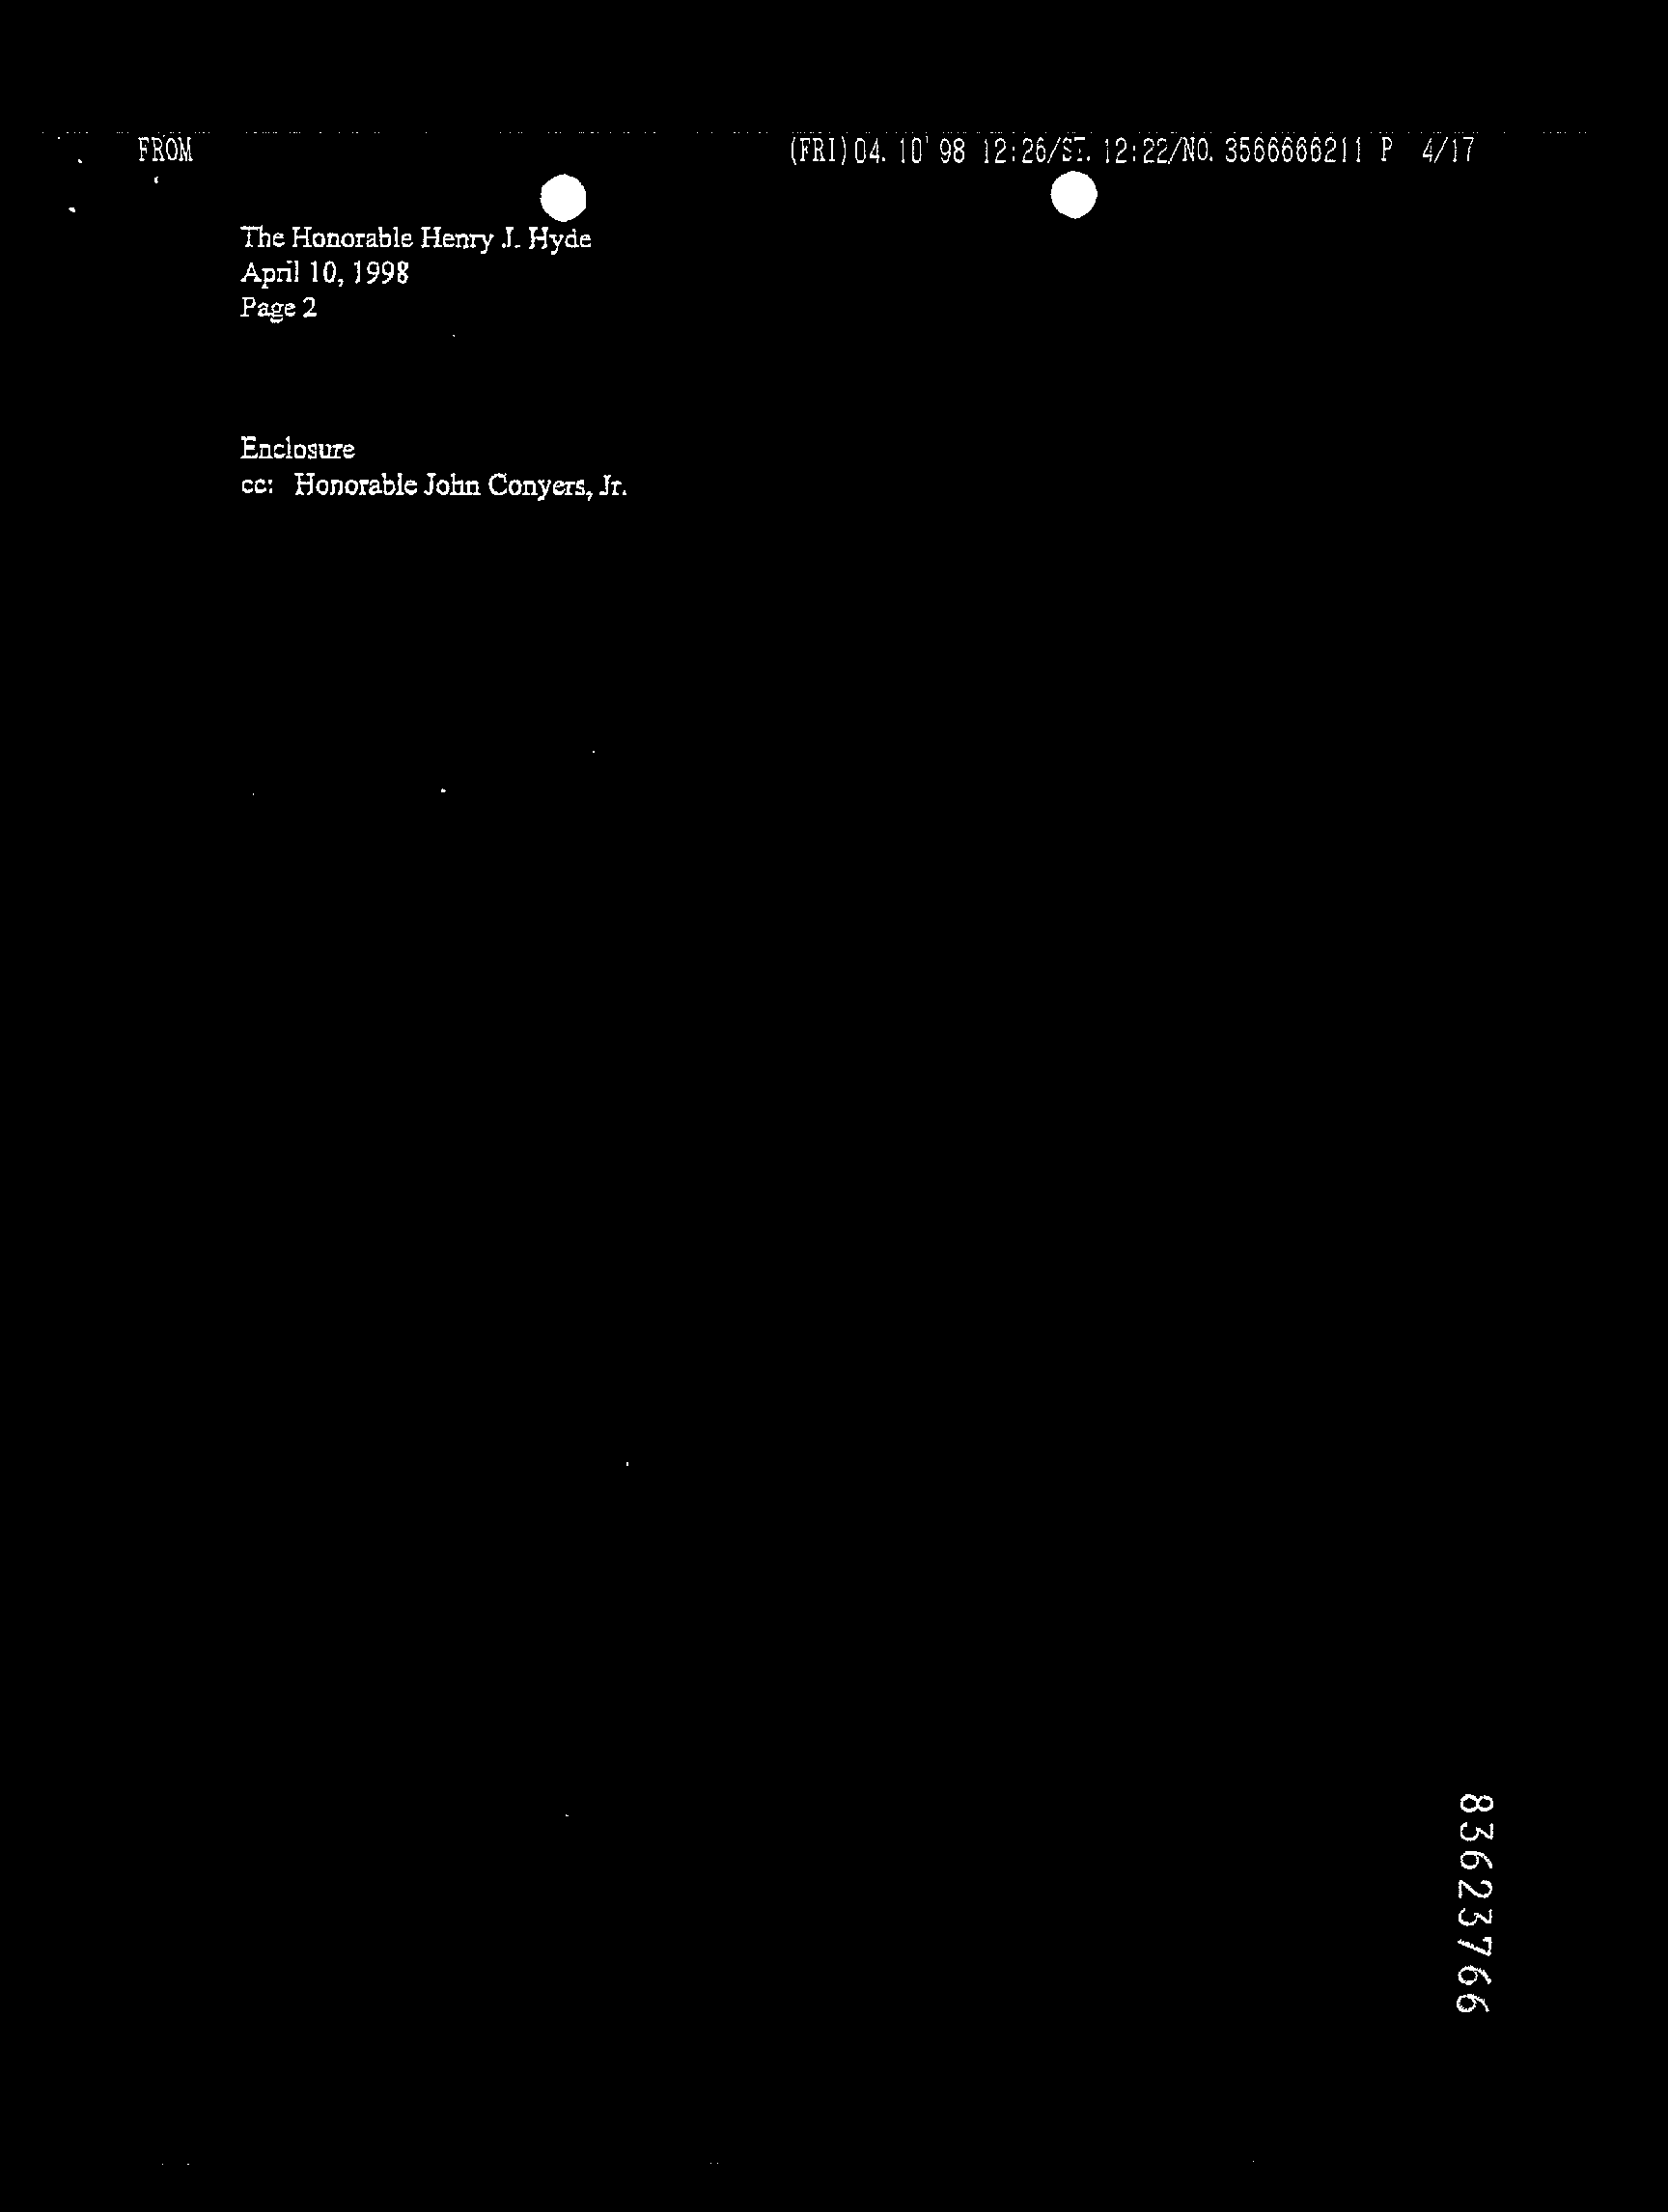 FROM (FRI)04. 10' 98 12:26/ST. 12:22/NO. 3566666211 P 4/17
The Honorable Henry J. Hyde
April 10, 1998
Page 2
Enclosure
cc: Honorable John Conyers, Jr.
83623766